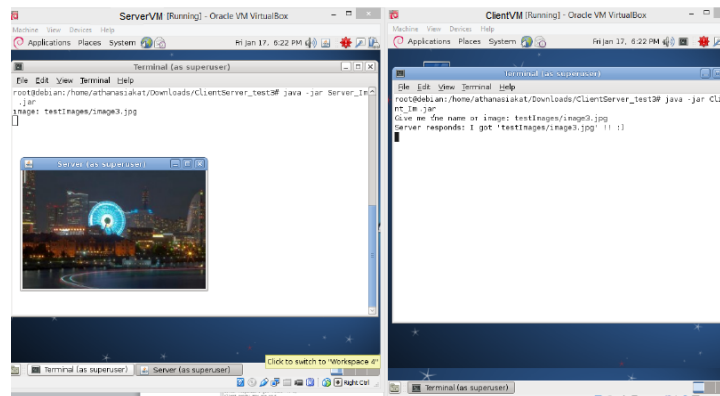 ServerVM [Running] - Oracle VM VirtualBox
Machine View Devices Help
Applications Places System
Fri Jan 17, 6:22 PM
Terminal (as superuser)
File Edit View Terminal Help
root@debian:/home/athanasiakat/Downloads/ClientServer_test3# java -jar Server_Im
.jar
image: testImages/image3.jpg
Server (as superuser)
Click to switch to "Workspace 4"
Terminal (as superuser)
Server (as superuser)
Right Ctrl
ClientVM [Running] - Oracle VM VirtualBox
Machine View Devices Help
Applications Places System
Fri Jan 17, 6:22 PM
Terminal (as superuser)
File Edit View Terminal Help
root@debian:/home/athanasiakat/Downloads/ClientServer_test3# java -jar Cli
nt_Im.jar
Give me the name or image: testImages/image3.jpg
Server responds: I got 'testImages/image3.jpg' !! :]
Terminal (as superuser)